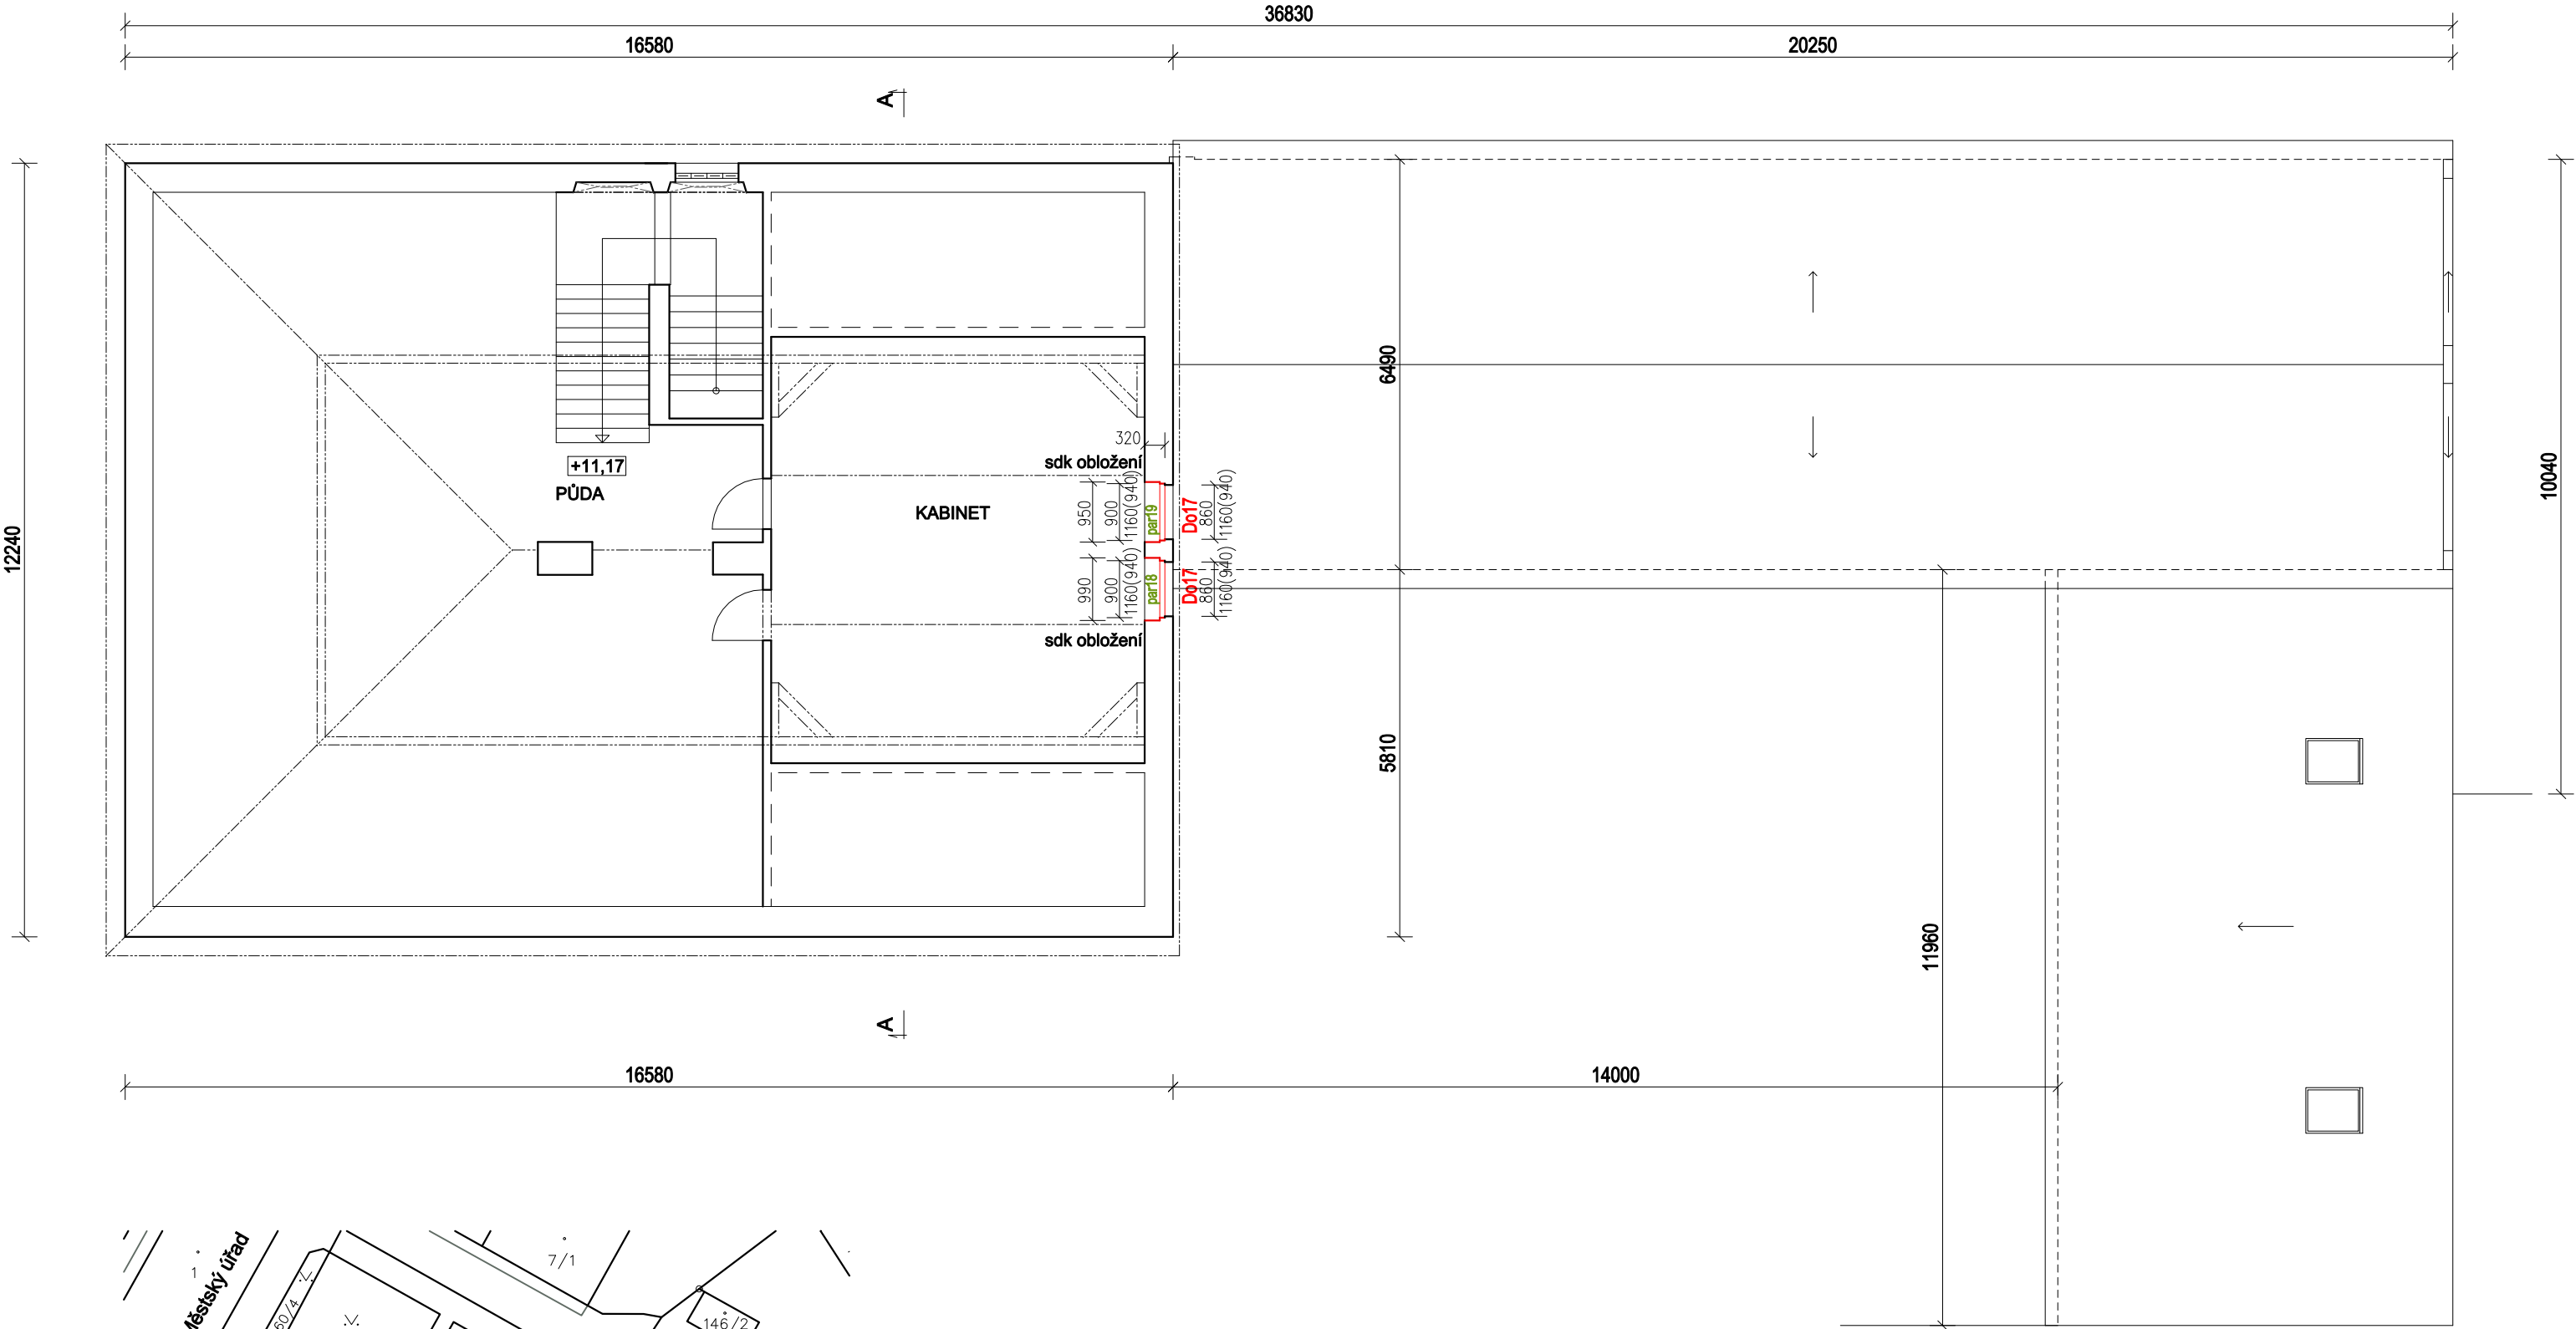 36830
16580
20250
A
12240
6490
10040
320
sdk obložení
+11,17
PŮDA
KABINET
950
900
1160(940)
par19
Do17
860
1160(940)
990
900
1160(940)
par18
Do17
860
1160(940)
sdk obložení
5810
11960
A
16580
14000
Městský úřad
1
60/4
7/1
146/2